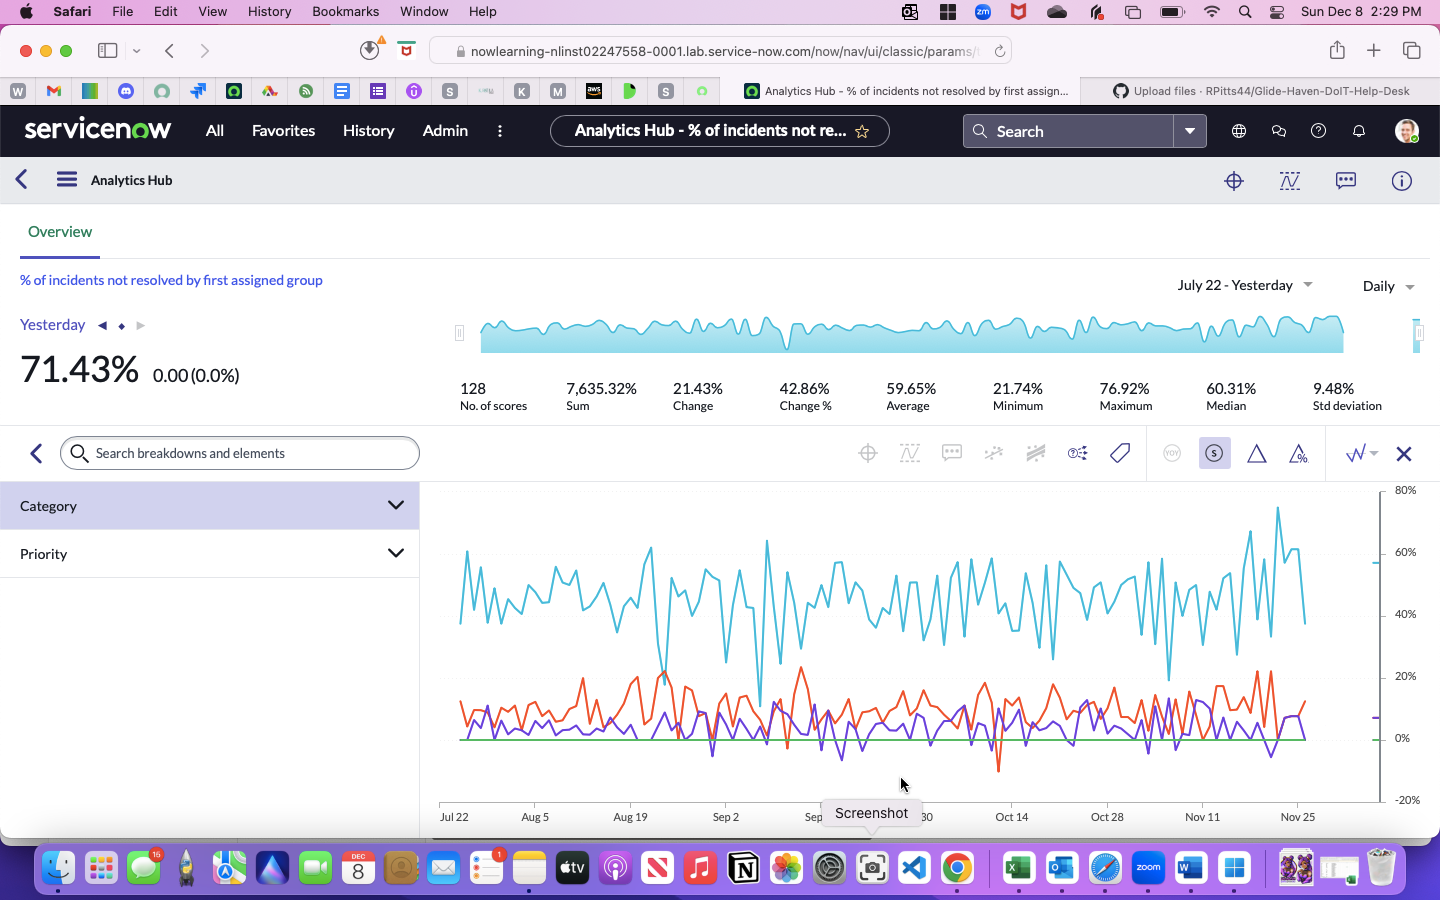 Safari File Edit View History Bookmarks Window Help zm Sun Dec 8 2:29 PM
nowlearning-nlinst02247558-0001.lab.service-now.com/now/nav/ui/classic/params/
W S K M aws S Analytics Hub - % of incidents not resolved by first assign... Upload files · RPitts44/Glide-Haven-DoIT-Help-Desk
servicenow All Favorites History Admin Analytics Hub - % of incidents not re... Search
Analytics Hub
Overview
% of incidents not resolved by first assigned group
July 22 - Yesterday Daily
Yesterday
71.43% 0.00 (0.0%)
128 7,635.32% 21.43% 42.86% 59.65% 21.74% 76.92% 60.31% 9.48%
No. of scores Sum Change Change % Average Minimum Maximum Median Std deviation
Search breakdowns and elements YOY S %
Category
Priority
80%
60%
40%
20%
0%
-20%
Jul 22 Aug 5 Aug 19 Sep 2 Sep 30 Oct 14 Oct 28 Nov 11 Nov 25
Screenshot
15 DEC 8 1 tv zoom